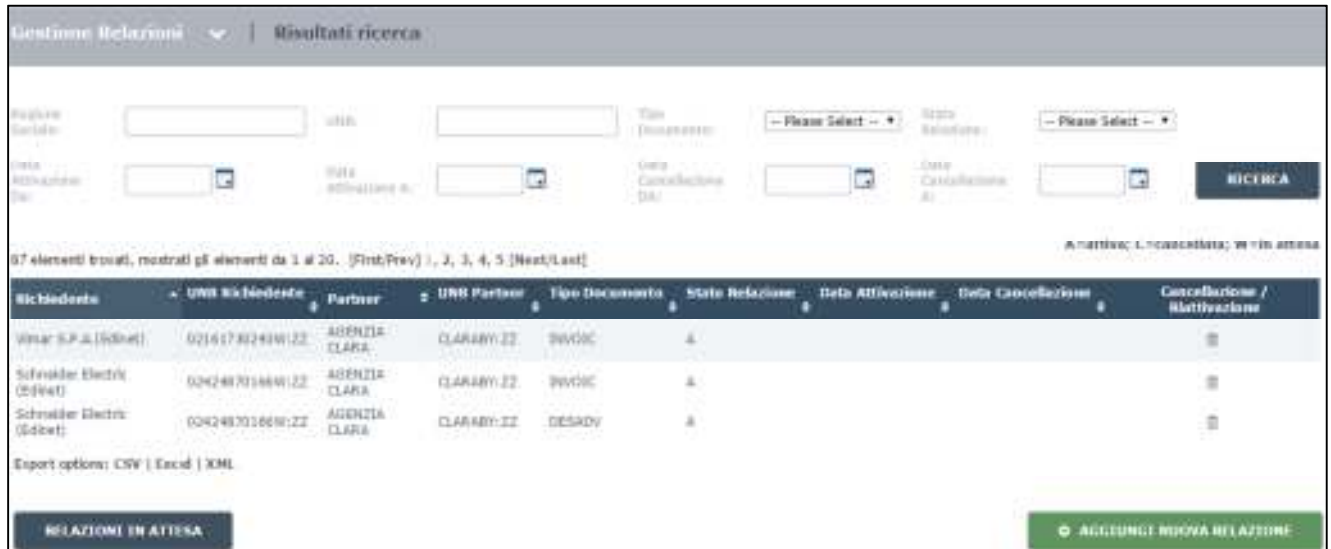 Gestione Relazioni | Risultati ricerca
Ragione Sociale: UNB: Tipo Documento: -- Please Select -- Stato Relazione: -- Please Select --
Data Attivazione Da: Data Attivazione A: Data Cancellazione DA: Data Cancellazione A: RICERCA
A=attiva; C=cancellata; W=in attesa
67 elementi trovati, mostrati gli elementi da 1 al 20. [First/Prev] 1, 2, 3, 4, 5 [Next/Last]
Richiedente UNB Richiedente Partner UNB Partner Tipo Documento Stato Relazione Data Attivazione Data Cancellazione Cancellazione / Riattivazione
Vimar S.P.A.(Edinet) AGENZIA CLARA CLARABY:ZZ INVOIC A
Schneider Electric (Edinet) 02424870166W:ZZ AGENZIA CLARA CLARABY:ZZ INVOIC A
Schneider Electric (Edinet) 02424870166W:ZZ AGENZIA CLARA CLARABY:ZZ DESADV A
Export options: CSV | Excel | XML
RELAZIONI IN ATTESA AGGIUNGI NUOVA RELAZIONE